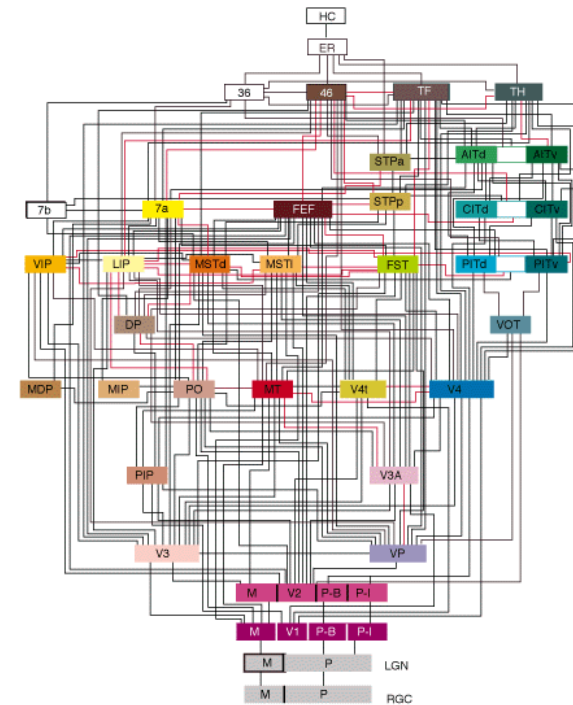 HC
ER
36 46 TF TH
STPa AITd AITv
7b 7a FEF STPp CITd CITv
VIP LIP MSTd MSTl FST PITd PITv
DP VOT
MDP MIP PO MT V4t V4
PIP V3A
V3 VP
M V2 P-B P-I
M V1 P-B P-I
M P LGN
M P RGC